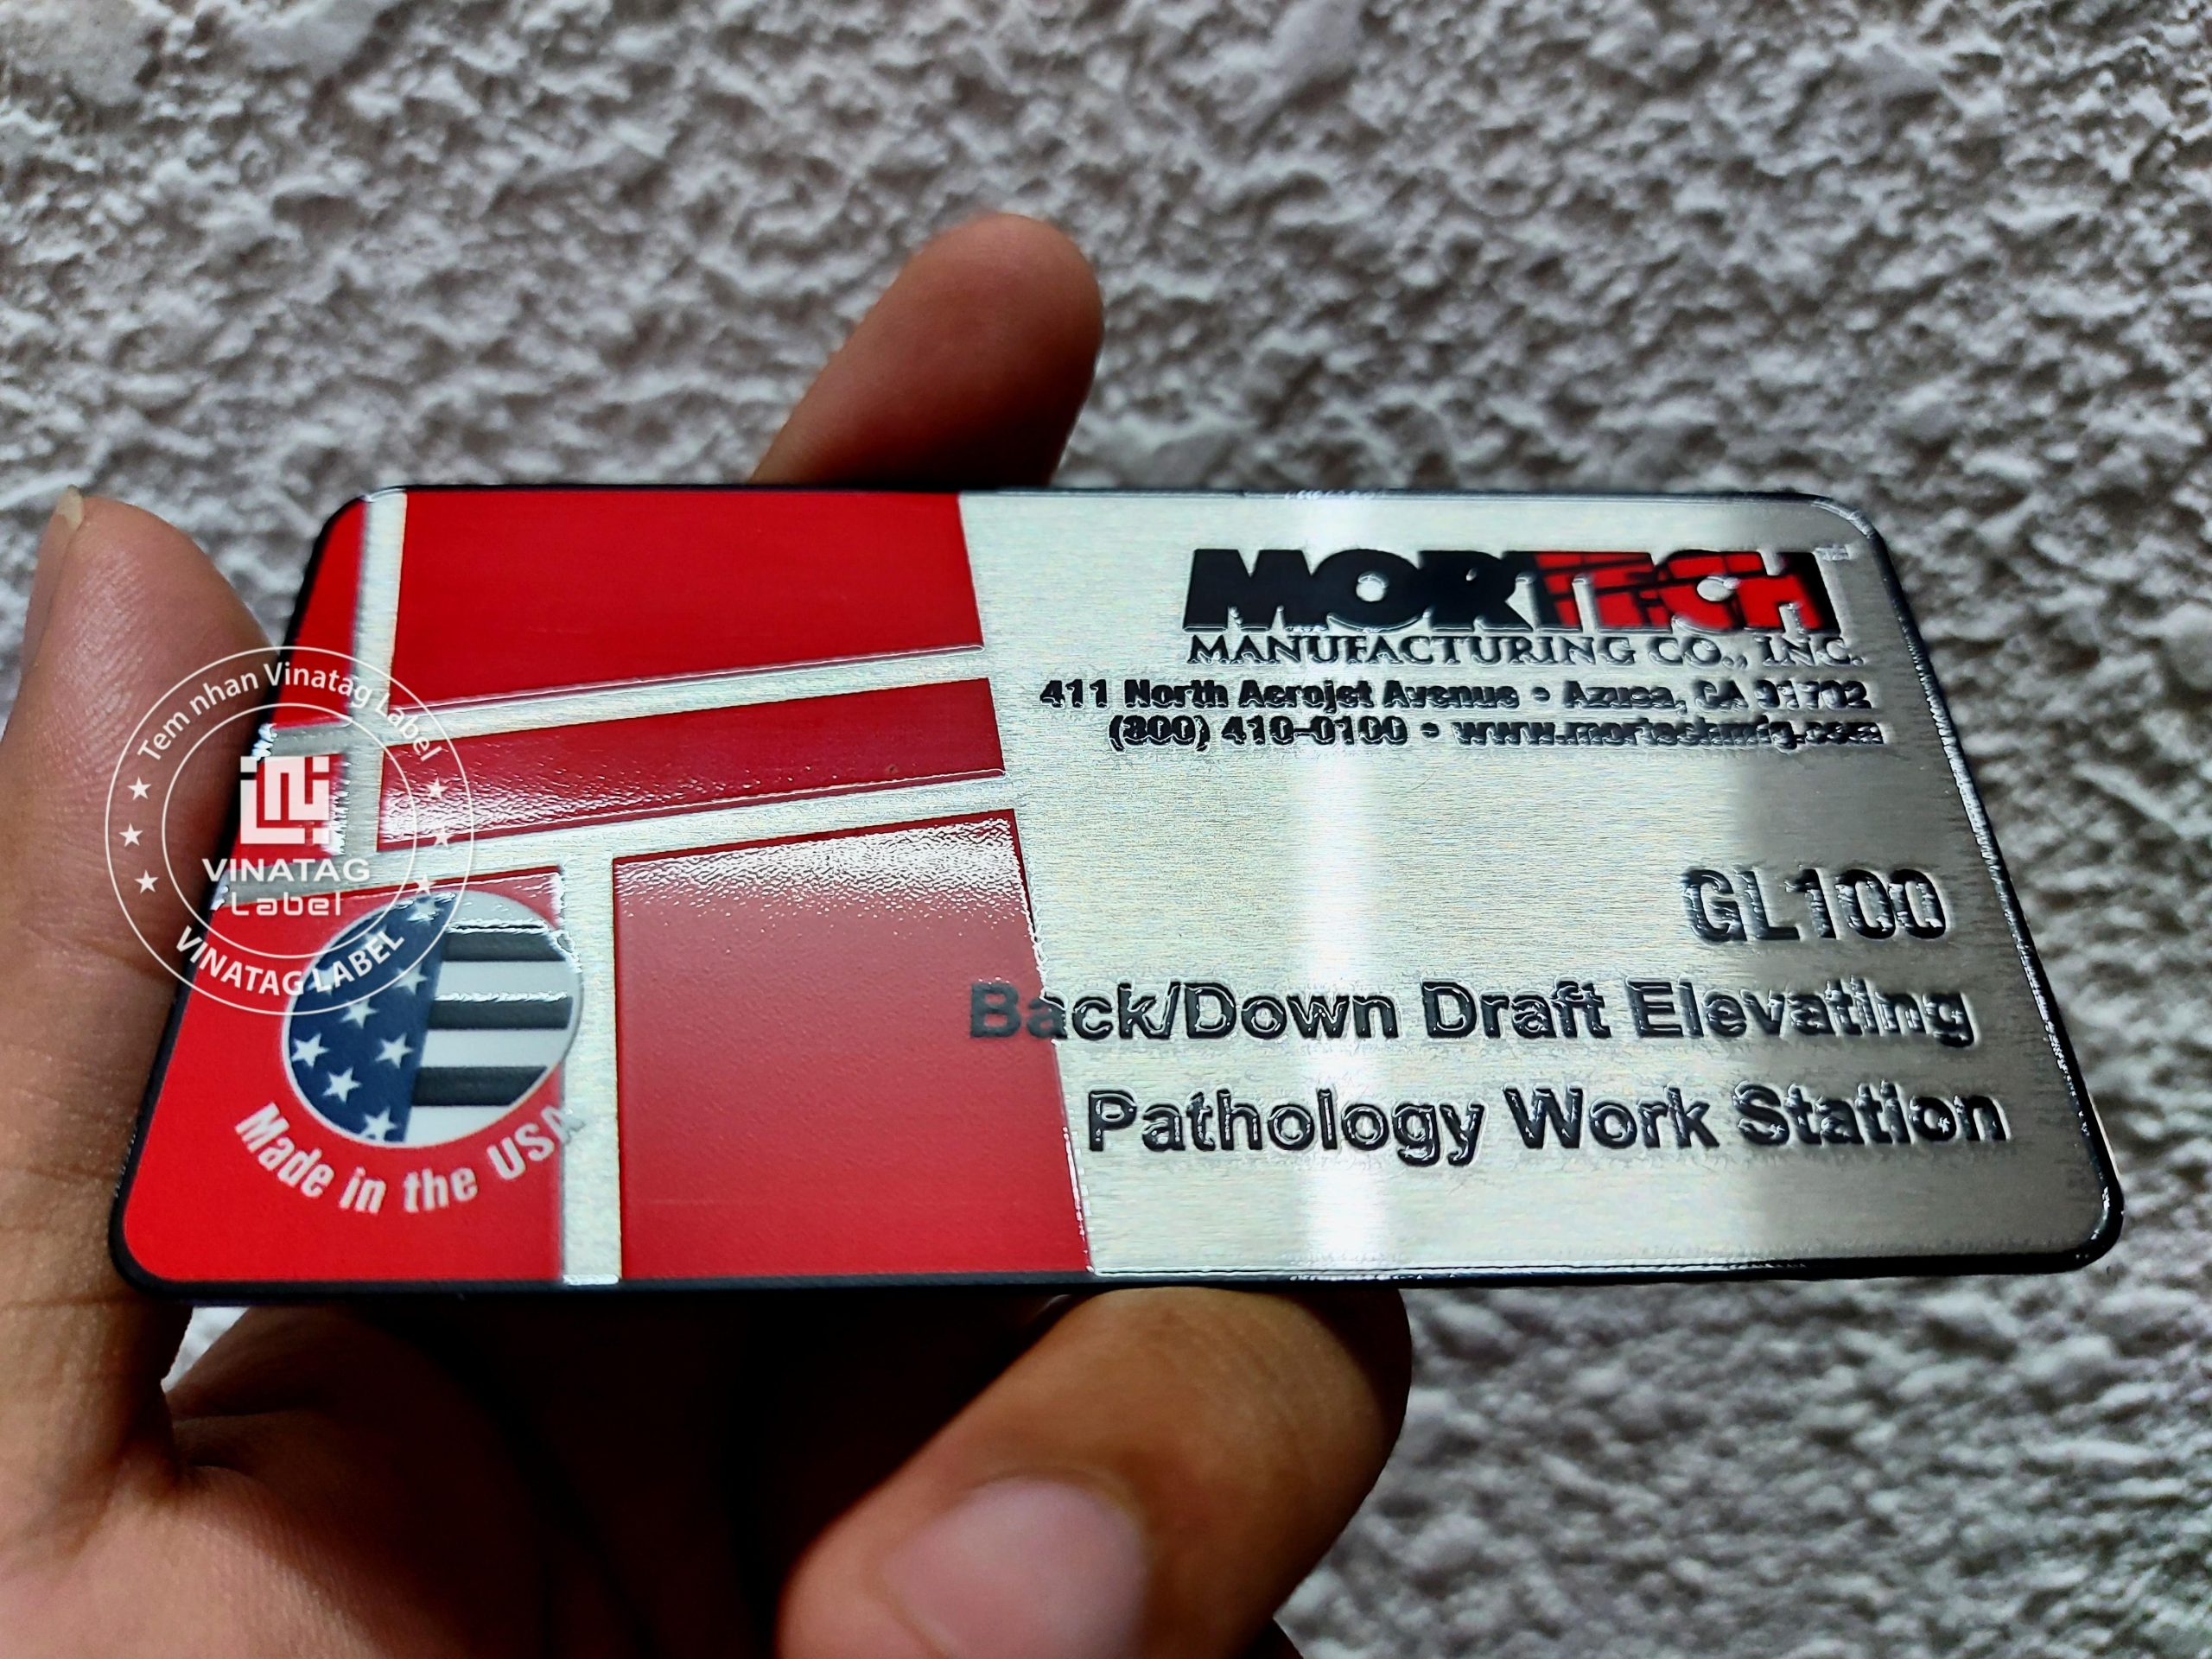 MORTECH™
MANUFACTURING CO., INC.
411 North Aerojet Avenue • Azusa, CA 91702
(800) 410-0100 • www.mortechmfg.com
GL100
Back/Down Draft Elevating
Pathology Work Station
Made in the USA
Tem nhan Vinatag Label
VINATAG
Label
VINATAG LABEL